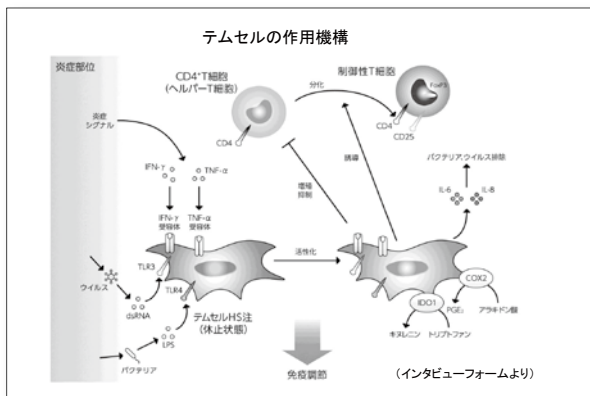 テムセルの作用機構
炎症部位
CD4⁺T細胞
(ヘルパーT細胞)
分化
制御性T細胞
FoxP3
CD4
CD25
CD4
炎症
シグナル
IFN-γ
TNF-α
増殖
抑制
誘導
バクテリア、ウイルス排除
IL-6
IL-8
IFN-γ
受容体
TNF-α
受容体
TLR3
TLR4
活性化
ウイルス
dsRNA
テムセルHS注
(休止状態)
LPS
バクテリア
COX2
IDO1
PGE₂
アラキドン酸
キヌレニン
トリプトファン
免疫調節
(インタビューフォームより)